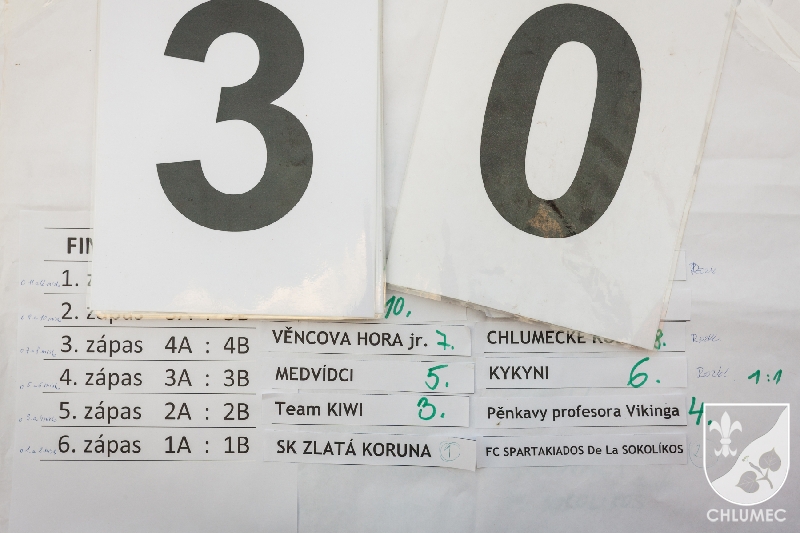 3 0
FIN
1. zá
2. zápas 10.
3. zápas 4A : 4B VĚNCOVA HORA jr. 7. CHLUMECKÉ 8.
4. zápas 3A : 3B MEDVÍDCI 5. KYKYNI 6. 1:1
5. zápas 2A : 2B Team KIWI 3. Pěnkavy profesora Vikinga 4.
6. zápas 1A : 1B SK ZLATÁ KORUNA 1 FC SPARTAKIADOS De La SOKOLÍKOS
CHLUMEC